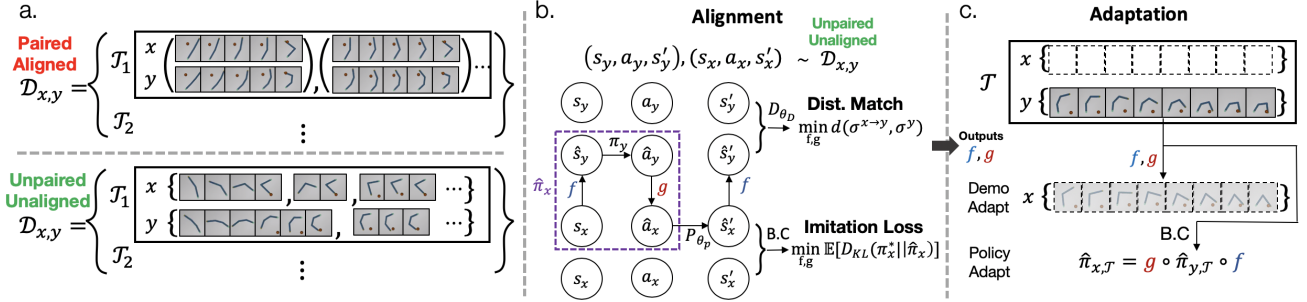 a.
Paired
Aligned
𝒟x,y =
𝒯1
x
y
( ), ( ) ...
𝒯2
⋮
Unpaired
Unaligned
𝒟x,y =
𝒯1
x { , , ... }
y { , ... }
𝒯2
⋮
b.
Alignment
Unpaired
Unaligned
(sy, ay, s′y), (sx, ax, s′x) ~ 𝒟x,y
sy ay s′y
DθD
Dist. Match
min f,g d(σx→y, σy)
ŝy πy ây ŝ′y
π̂x f g f
sx âx Pθp ŝ′x
B.C
Imitation Loss
min f,g 𝔼[DKL(π*x||π̂x)]
sx ax s′x
c.
Adaptation
𝒯
x { }
y { }
Outputs
f, g
f, g
Demo
Adapt
x { }
B.C
Policy
Adapt
π̂x,𝒯 = g ∘ π̂y,𝒯 ∘ f